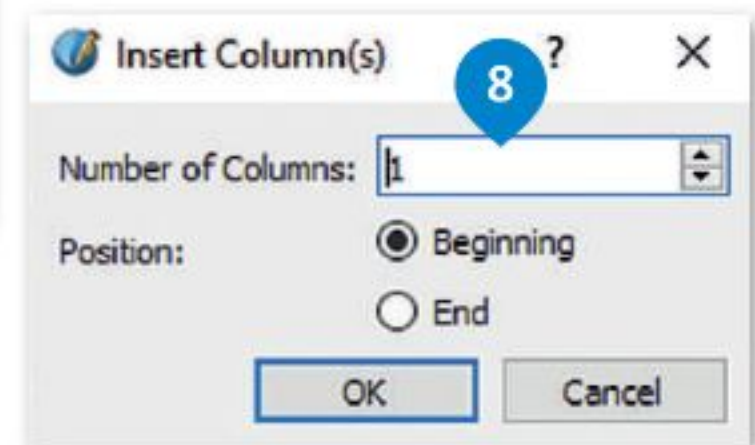 Insert Column(s) ? X
8
Number of Columns: 1
Position: Beginning
End
OK Cancel